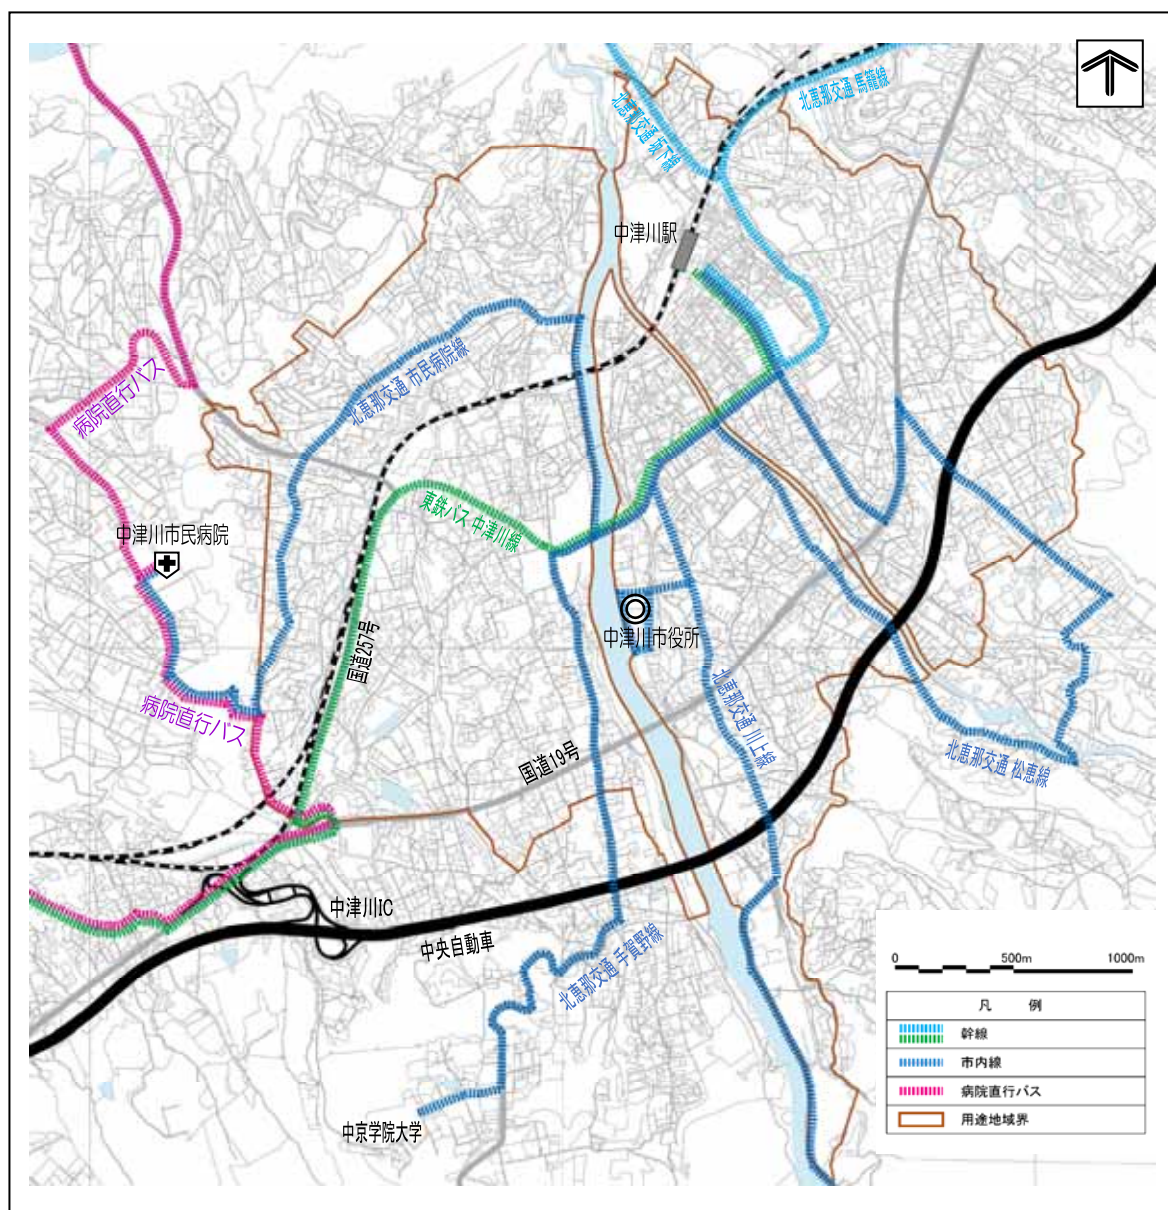 北恵那交通 馬籠線
北恵那交通 坂下線
中津川駅
北恵那交通 市民病院線
病院直行バス
東鉄バス 中津川線
中津川市民病院
国道257号
中津川市役所
病院直行バス
北恵那交通 川上線
国道19号
北恵那交通 松恵線
中津川IC
中央自動車
北恵那交通 手賀野線
中京学院大学
0 500m 1000m
凡 例
幹線
市内線
病院直行バス
用途地域界